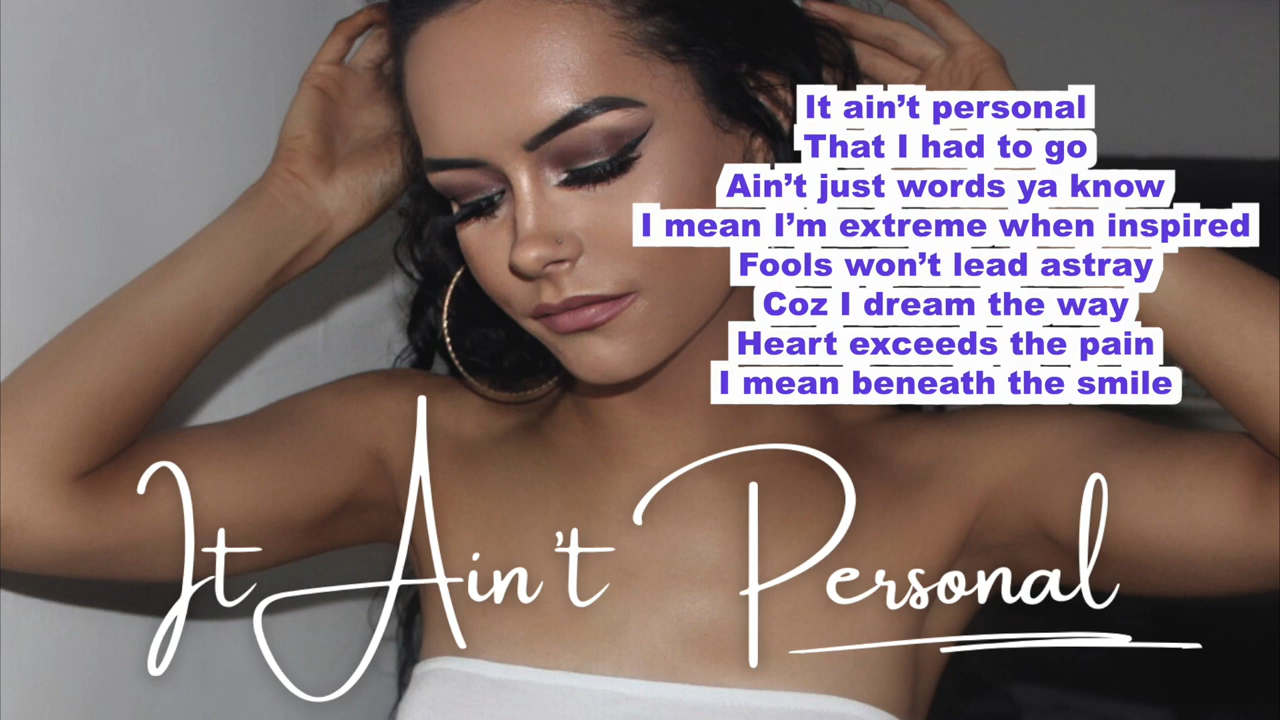 It ain’t personal
That I had to go
Ain’t just words ya know
I mean I’m extreme when inspired
Fools won’t lead astray
Coz I dream the way
Heart exceeds the pain
I mean beneath the smile
It Ain't Personal